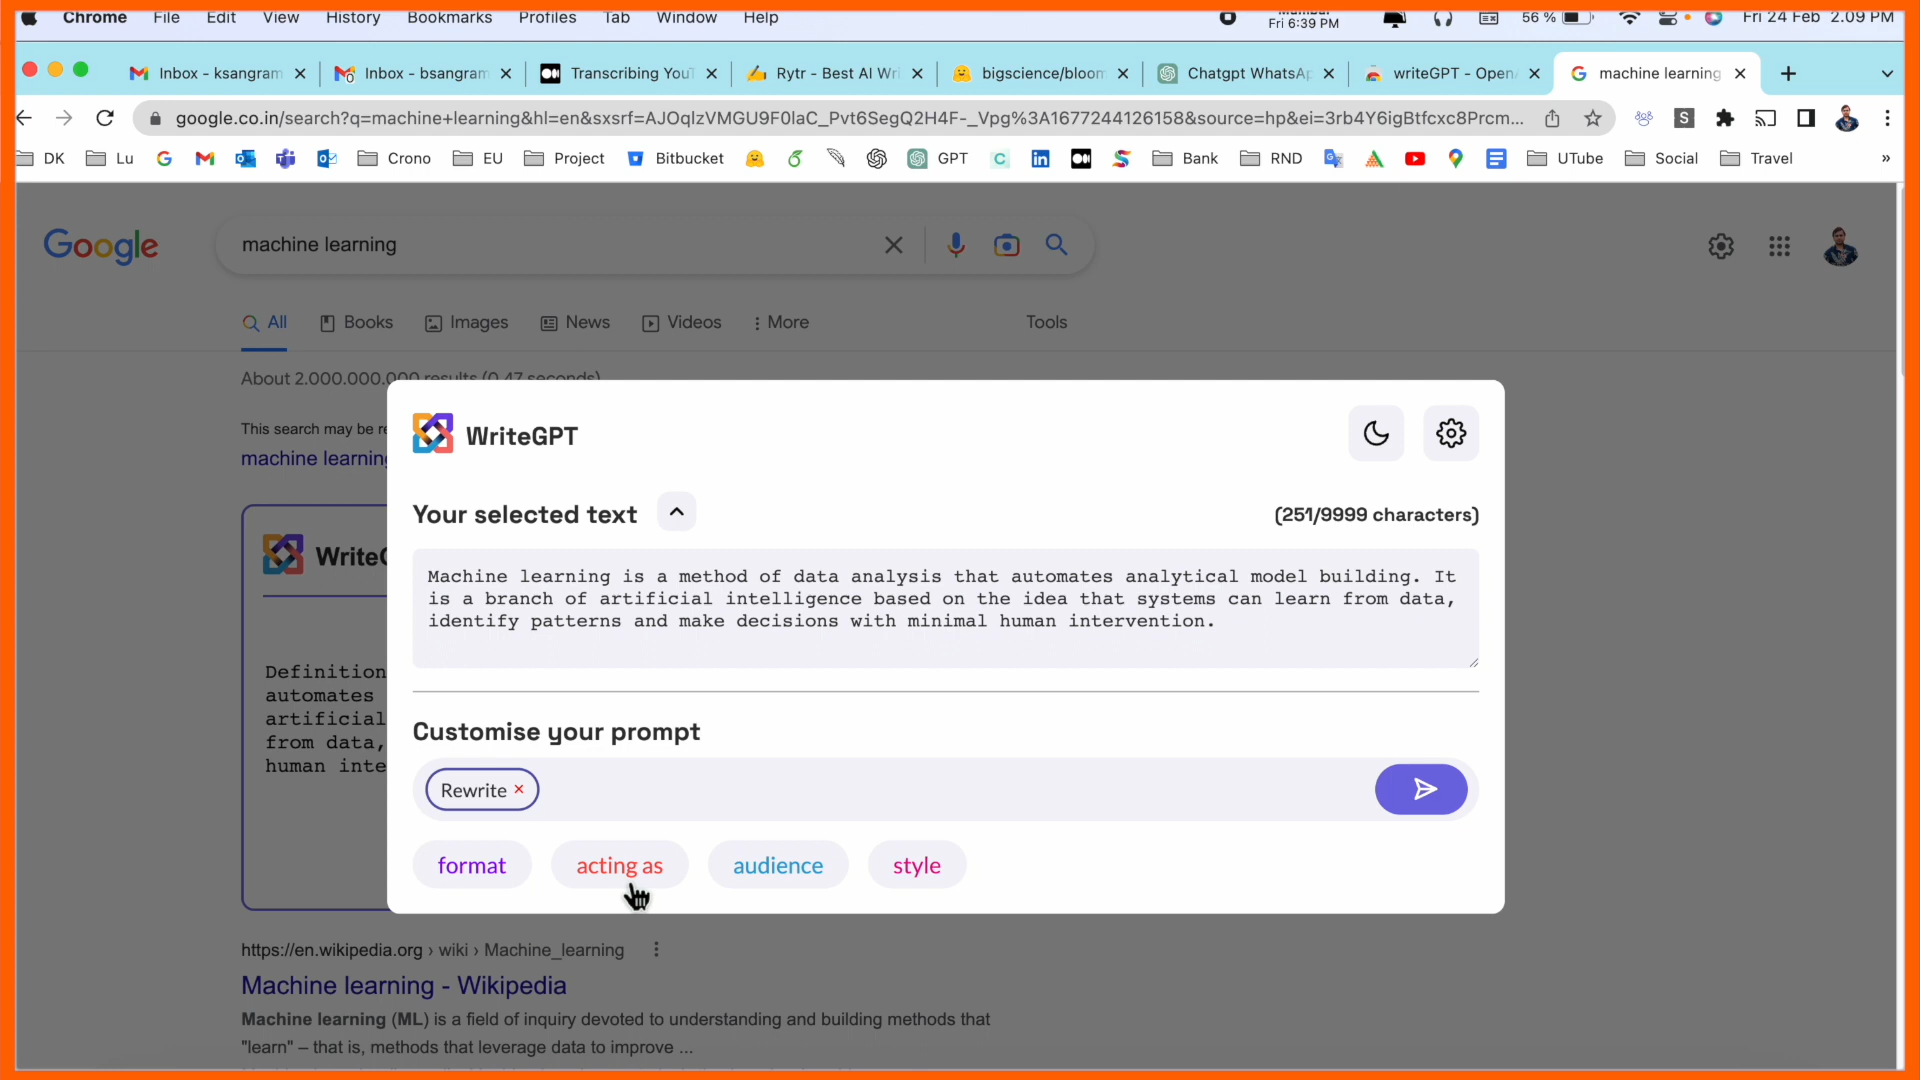 Chrome File Edit View History Bookmarks Profiles Tab Window Help
Fri 6:39 PM 56 % Fri 24 Feb 2.09 PM
Inbox - ksangram Inbox - bsangram Transcribing YouT Rytr - Best AI Wri bigscience/bloom Chatgpt WhatsAp writeGPT - OpenA machine learning
google.co.in/search?q=machine+learning&hl=en&sxsrf=AJOqlzVMGU9F0laC_Pvt6SegQ2H4F-_Vpg%3A1677244126158&source=hp&ei=3rb4Y6igBtfcxc8Prcm...
DK Lu Crono EU Project Bitbucket GPT Bank RND UTube Social Travel »
Google
machine learning
All Books Images News Videos More Tools
About 2.000.000.000 results (0,47 seconds)
This search may be re
machine learning
WriteG
Definition
automates
artificial
from data,
human inte
WriteGPT
Your selected text (251/9999 characters)
Machine learning is a method of data analysis that automates analytical model building. It
is a branch of artificial intelligence based on the idea that systems can learn from data,
identify patterns and make decisions with minimal human intervention.
Customise your prompt
Rewrite ×
format acting as audience style
https://en.wikipedia.org › wiki › Machine_learning
Machine learning - Wikipedia
Machine learning (ML) is a field of inquiry devoted to understanding and building methods that
"learn" – that is, methods that leverage data to improve ...